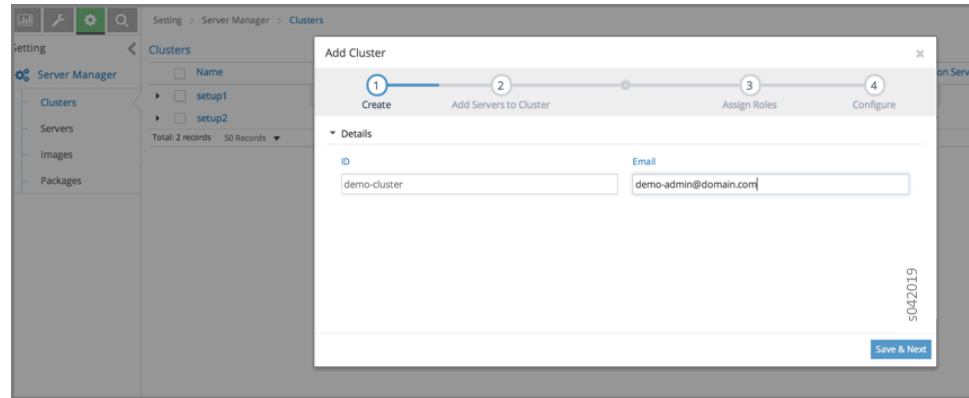 Setting > Server Manager > Clusters
Setting
Clusters
Server Manager
Name
Clusters
setup1
setup2
Servers
Total: 2 records 50 Records
Images
Packages
Add Cluster
on Serv
1
2
3
4
Create
Add Servers to Cluster
Assign Roles
Configure
Details
ID
Email
demo-cluster
demo-admin@domain.com
s042019
Save & Next